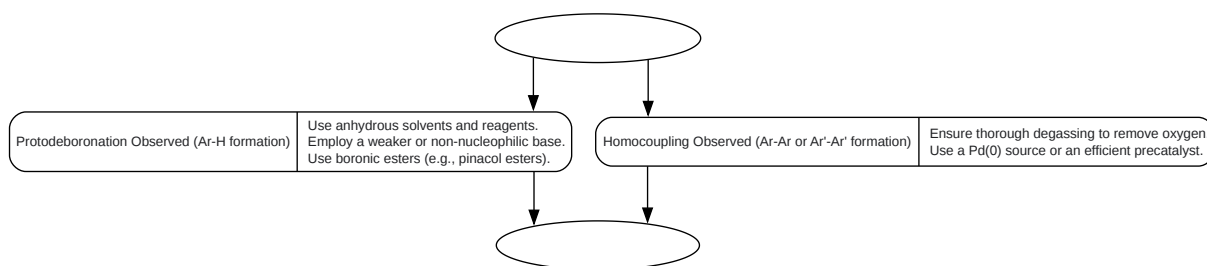 Protodeboronation Observed (Ar-H formation)
Use anhydrous solvents and reagents.
Employ a weaker or non-nucleophilic base.
Use boronic esters (e.g., pinacol esters).
Homocoupling Observed (Ar-Ar or Ar'-Ar' formation)
Ensure thorough degassing to remove oxygen
Use a Pd(0) source or an efficient precatalyst.